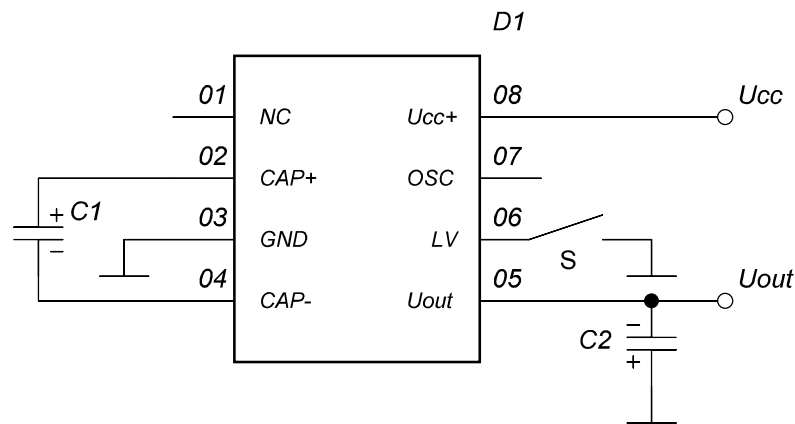 D1
01 NC Ucc+ 08 Ucc
02 CAP+ OSC 07
+ C1 03 GND LV 06
− S
04 CAP- Uout 05 Uout
− C2
+